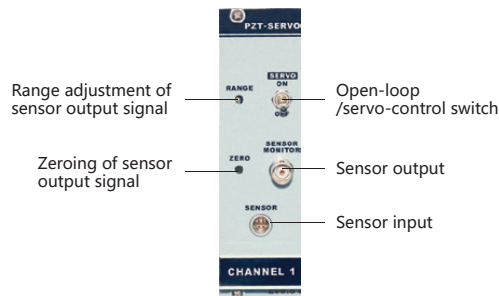 PZT-SERVO
SERVO
ON
RANGE
Range adjustment of
sensor output signal
Open-loop
/servo-control switch
OFF
SENSOR
MONITOR
ZERO
Zeroing of sensor
output signal
Sensor output
SENSOR
Sensor input
CHANNEL 1